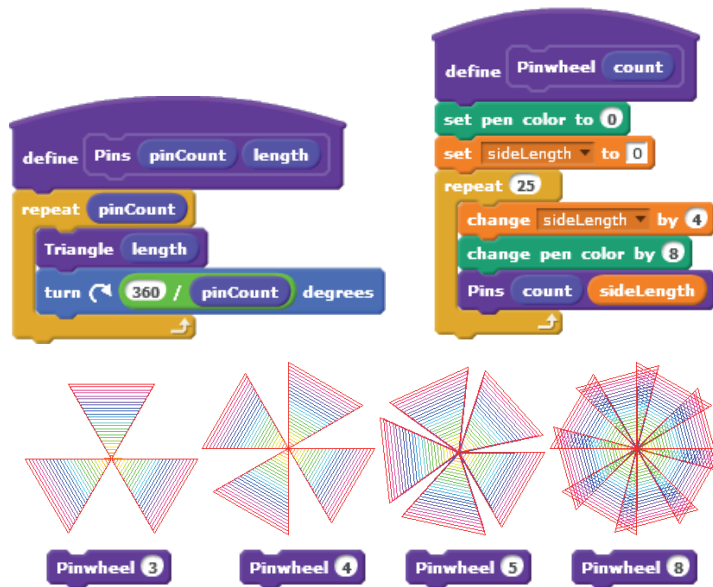 define Pins pinCount length
repeat pinCount
Triangle length
turn 360 / pinCount degrees
define Pinwheel count
set pen color to 0
set sideLength to 0
repeat 25
change sideLength by 4
change pen color by 8
Pins count sideLength
Pinwheel 3
Pinwheel 4
Pinwheel 5
Pinwheel 8